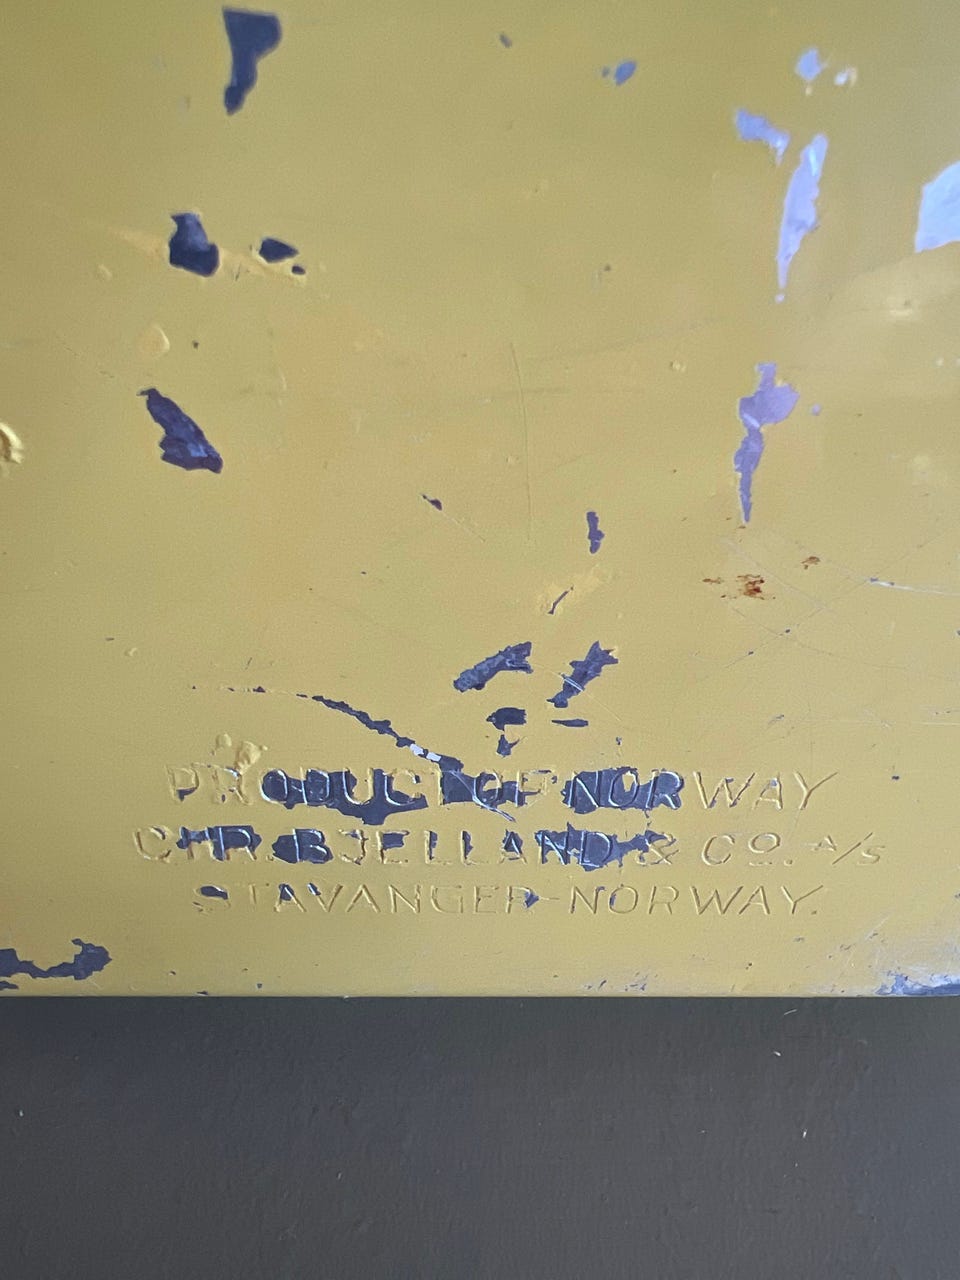 PRODUCT OF NORWAY
CHR. BJELLAND & CO. A/S
STAVANGER-NORWAY.